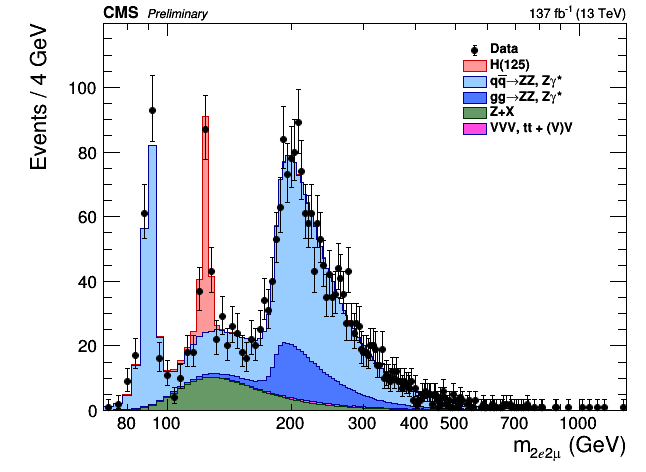 CMS Preliminary 137 fb⁻¹ (13 TeV)
Events / 4 GeV
100
80
60
40
20
0
Data
H(125)
qq̅→ZZ, Zγ*
gg→ZZ, Zγ*
Z+X
VVV, tt + (V)V
80 100 200 300 400 500 700 1000
m2e2μ (GeV)